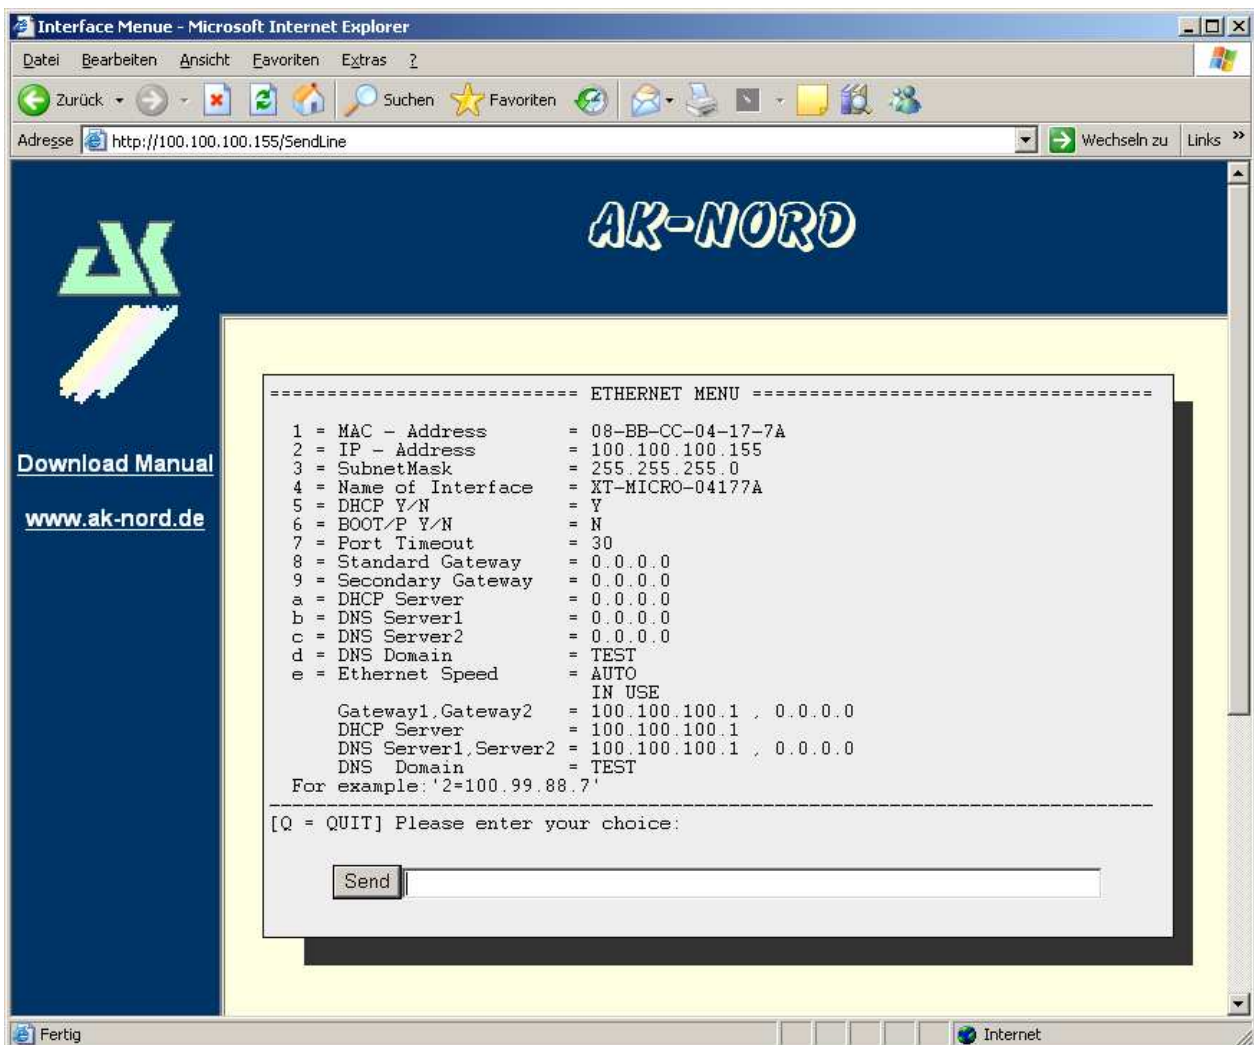 Interface Menue - Microsoft Internet Explorer
Datei Bearbeiten Ansicht Favoriten Extras ?
Zurück Suchen Favoriten
Adresse http://100.100.100.155/SendLine Wechseln zu Links »
AK-NORD
AK
Download Manual
www.ak-nord.de
=========================== ETHERNET MENU ===================================
1 = MAC - Address = 08-BB-CC-04-17-7A
2 = IP - Address = 100.100.100.155
3 = SubnetMask = 255.255.255.0
4 = Name of Interface = XT-MICRO-04177A
5 = DHCP Y/N = Y
6 = BOOT/P Y/N = N
7 = Port Timeout = 30
8 = Standard Gateway = 0.0.0.0
9 = Secondary Gateway = 0.0.0.0
a = DHCP Server = 0.0.0.0
b = DNS Server1 = 0.0.0.0
c = DNS Server2 = 0.0.0.0
d = DNS Domain = TEST
e = Ethernet Speed = AUTO
IN USE
Gateway1,Gateway2 = 100.100.100.1 , 0.0.0.0
DHCP Server = 100.100.100.1
DNS Server1,Server2 = 100.100.100.1 , 0.0.0.0
DNS Domain = TEST
For example:'2=100.99.88.7'
[Q = QUIT] Please enter your choice:
Send
Fertig Internet